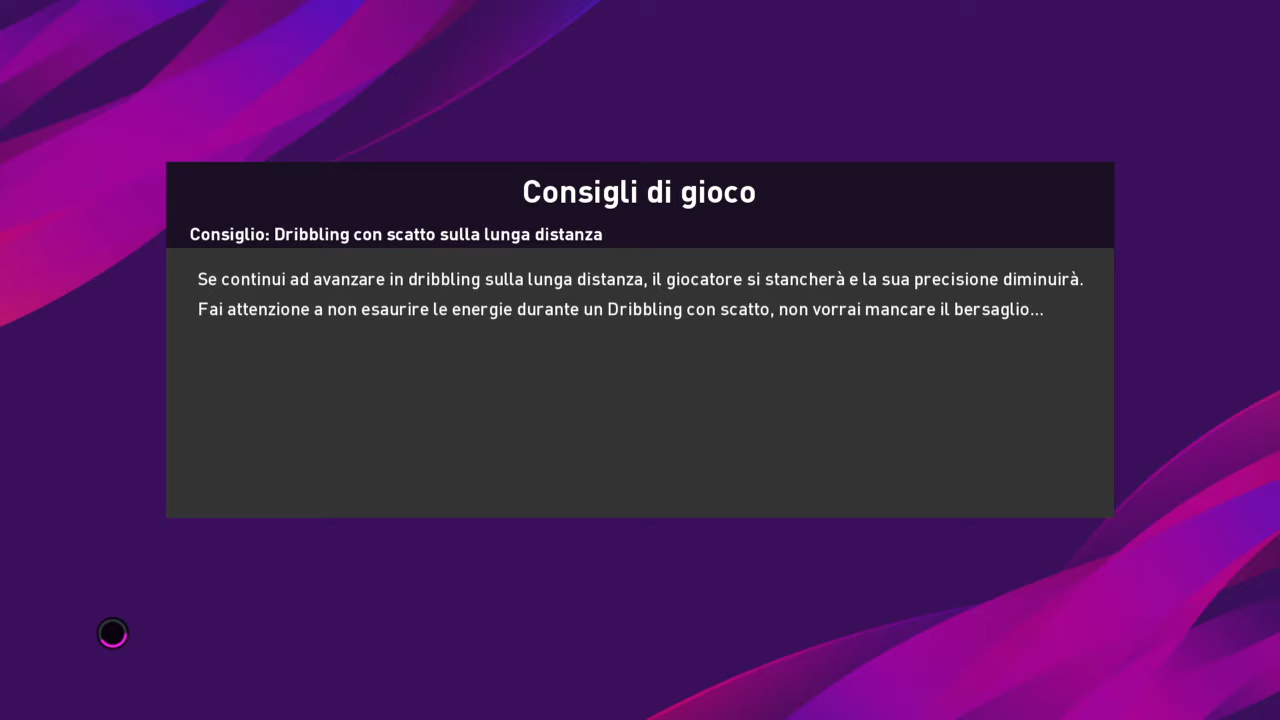 Consigli di gioco
Consiglio: Dribbling con scatto sulla lunga distanza
Se continui ad avanzare in dribbling sulla lunga distanza, il giocatore si stancherà e la sua precisione diminuirà.
Fai attenzione a non esaurire le energie durante un Dribbling con scatto, non vorrai mancare il bersaglio...